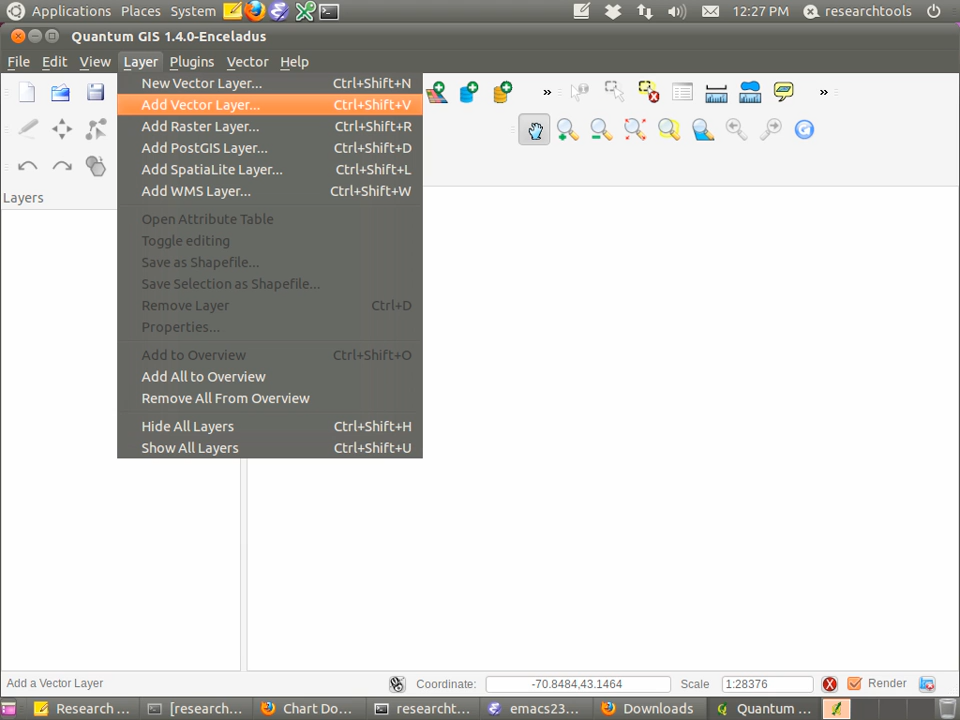 Applications Places System 12:27 PM researchtools
Quantum GIS 1.4.0-Enceladus
File Edit View Layer Plugins Vector Help
New Vector Layer... Ctrl+Shift+N
Add Vector Layer... Ctrl+Shift+V
Add Raster Layer... Ctrl+Shift+R
Add PostGIS Layer... Ctrl+Shift+D
Add SpatiaLite Layer... Ctrl+Shift+L
Add WMS Layer... Ctrl+Shift+W
Layers
Open Attribute Table
Toggle editing
Save as Shapefile...
Save Selection as Shapefile...
Remove Layer Ctrl+D
Properties...
Add to Overview Ctrl+Shift+O
Add All to Overview
Remove All From Overview
Hide All Layers Ctrl+Shift+H
Show All Layers Ctrl+Shift+U
Add a Vector Layer Coordinate: -70.8484,43.1464 Scale 1:28376 Render
Research ... [research... Chart Do... researcht... emacs23... Downloads Quantum ...